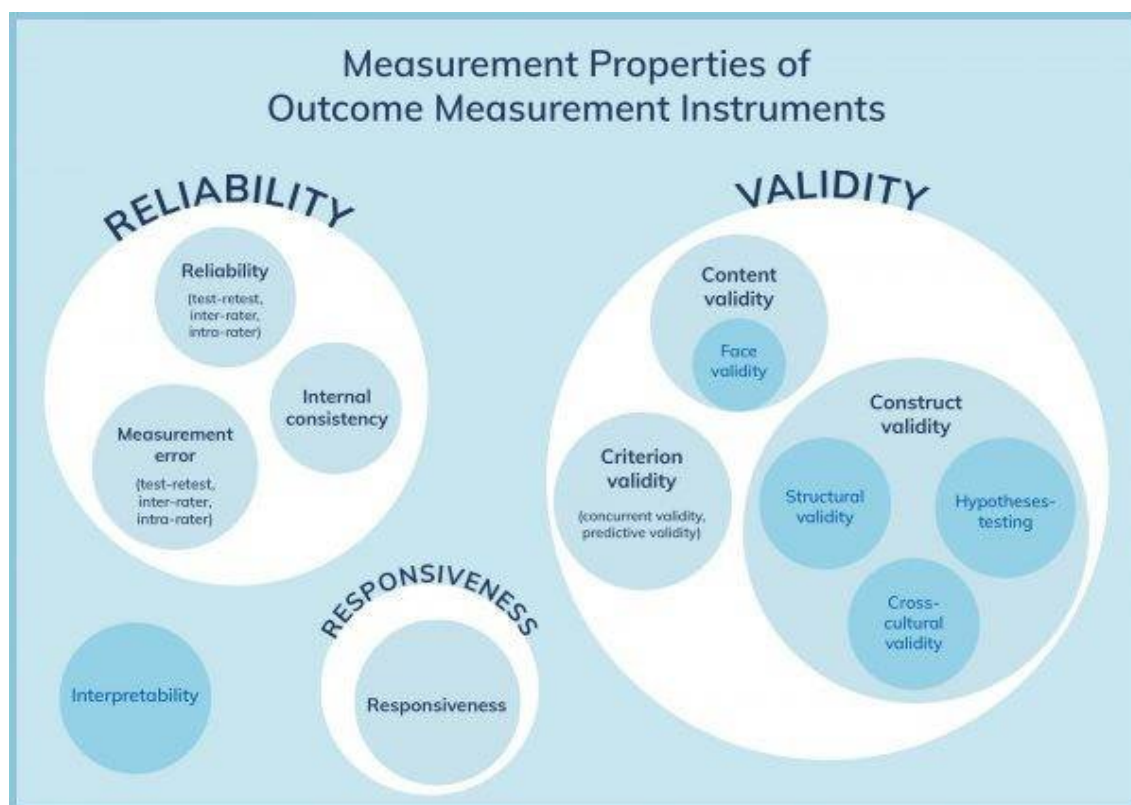 Measurement Properties of
Outcome Measurement Instruments
RELIABILITY
Reliability
(test-retest,
inter-rater,
intra-rater)
Internal
consistency
Measurement
error
(test-retest,
inter-rater,
intra-rater)
VALIDITY
Content
validity
Face
validity
Criterion
validity
(concurrent validity,
predictive validity)
Construct
validity
Structural
validity
Hypotheses-
testing
Cross-
cultural
validity
RESPONSIVENESS
Responsiveness
Interpretability